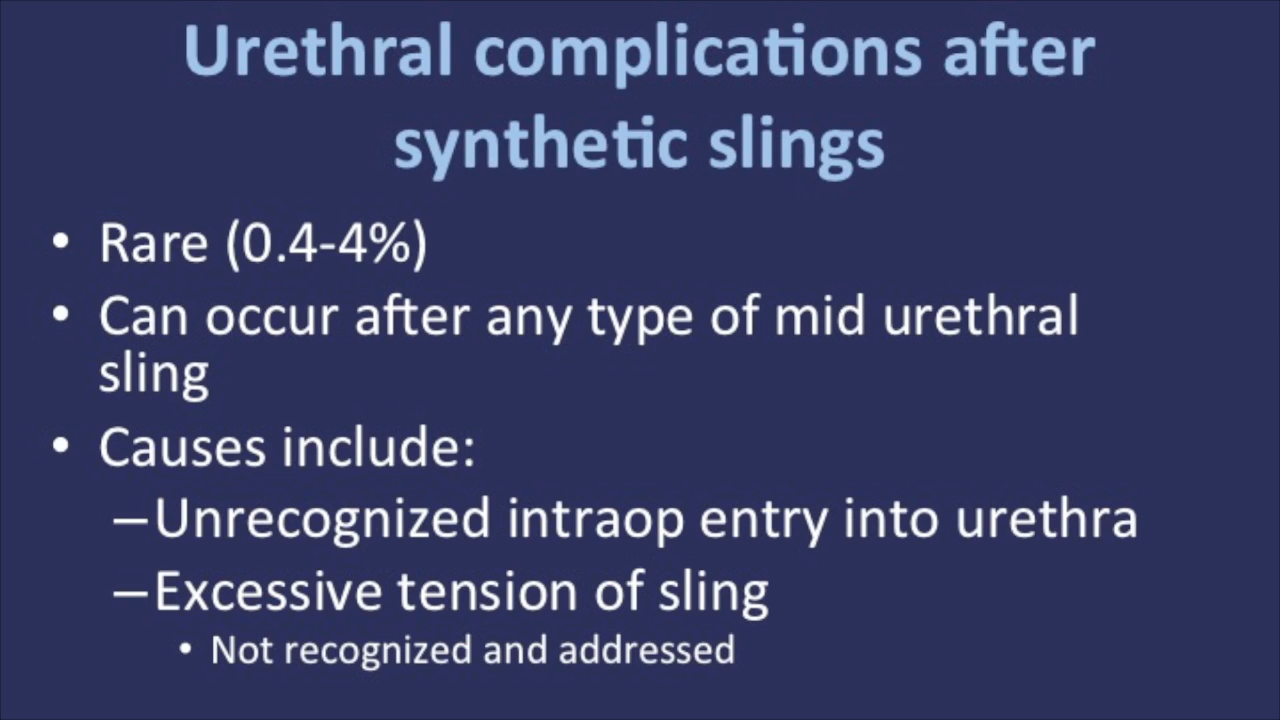 Urethral complications after
synthetic slings
• Rare (0.4-4%)
• Can occur after any type of mid urethral
sling
• Causes include:
–Unrecognized intraop entry into urethra
–Excessive tension of sling
• Not recognized and addressed